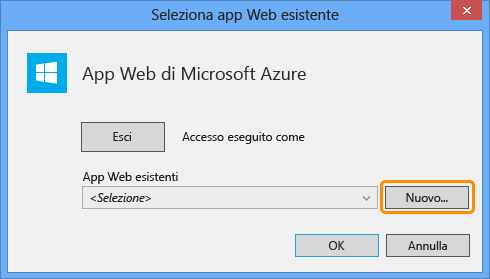 Seleziona app Web esistente
App Web di Microsoft Azure
Esci Accesso eseguito come
App Web esistenti
<Selezione> Nuovo...
OK Annulla